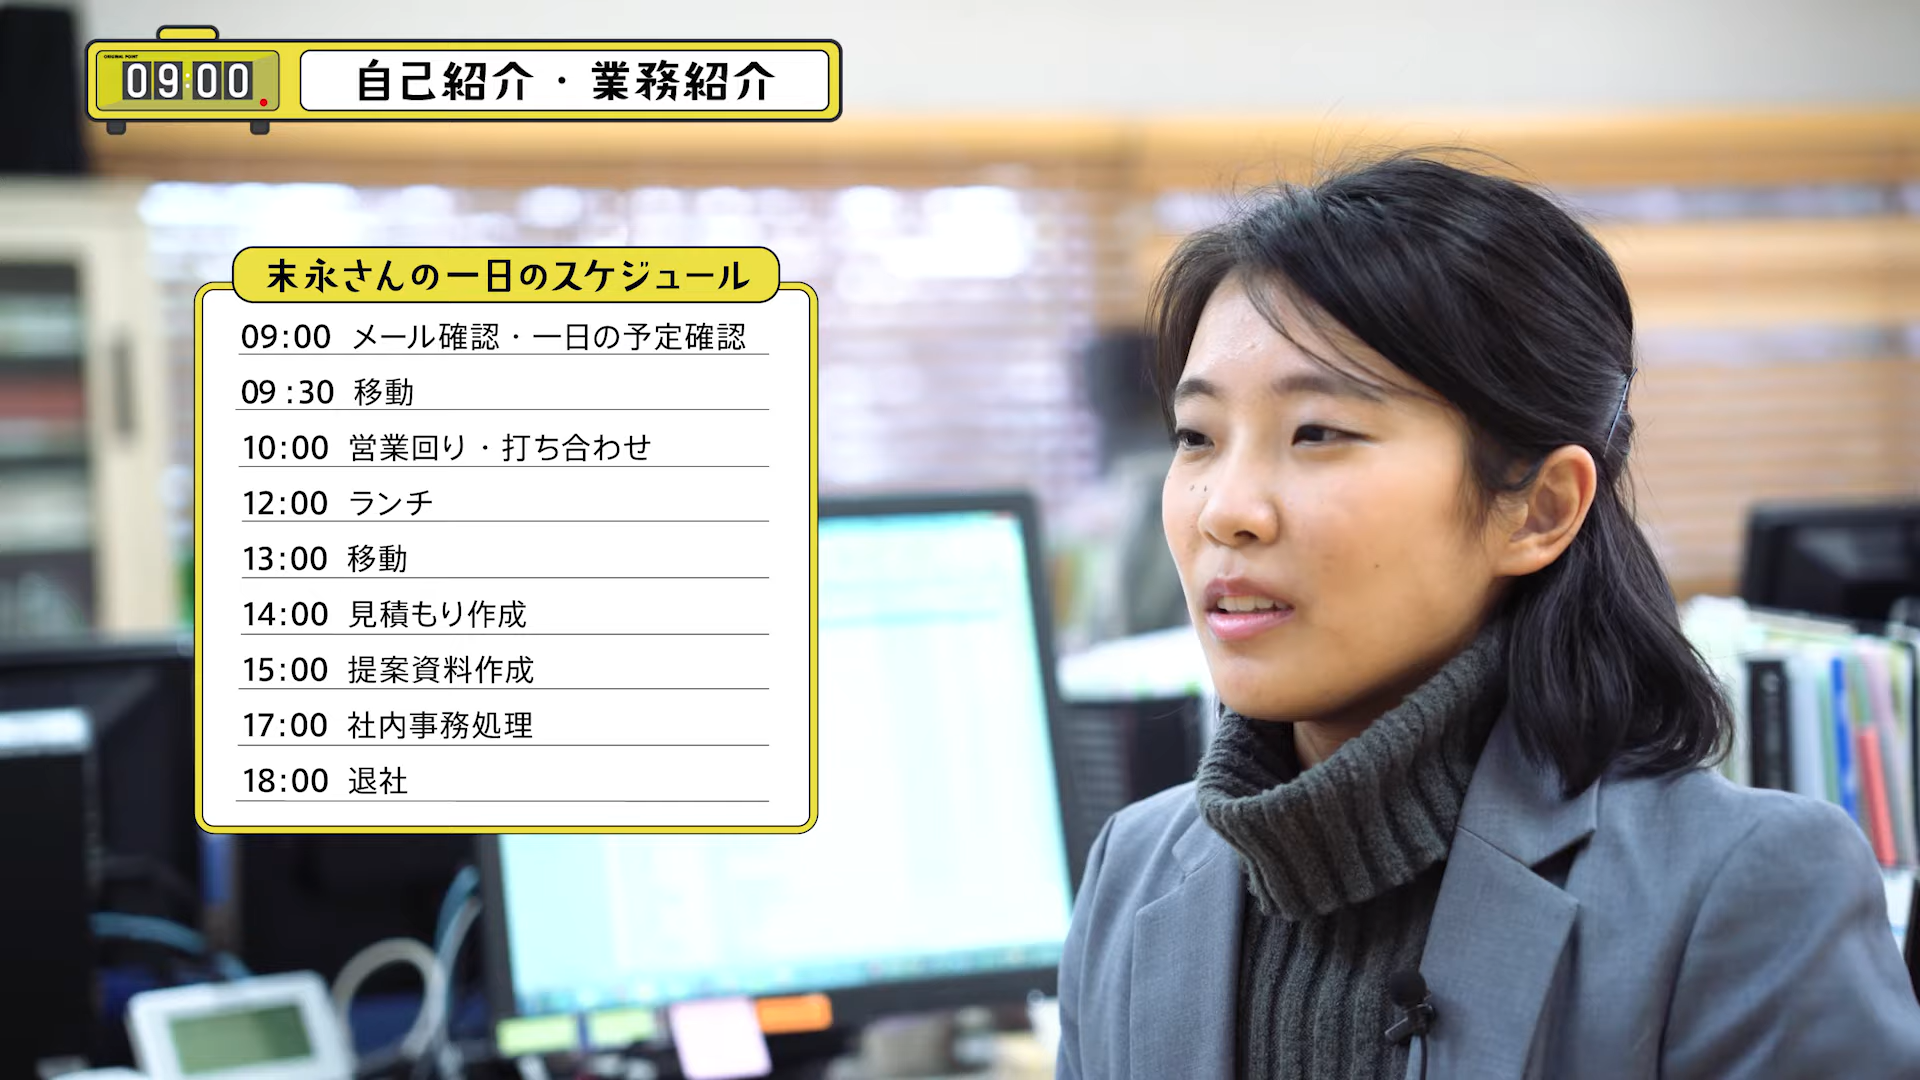 ORIGINAL POINT
09:00
自己紹介・業務紹介
末永さんの一日のスケジュール
09:00 メール確認・一日の予定確認
09:30 移動
10:00 営業回り・打ち合わせ
12:00 ランチ
13:00 移動
14:00 見積もり作成
15:00 提案資料作成
17:00 社内事務処理
18:00 退社